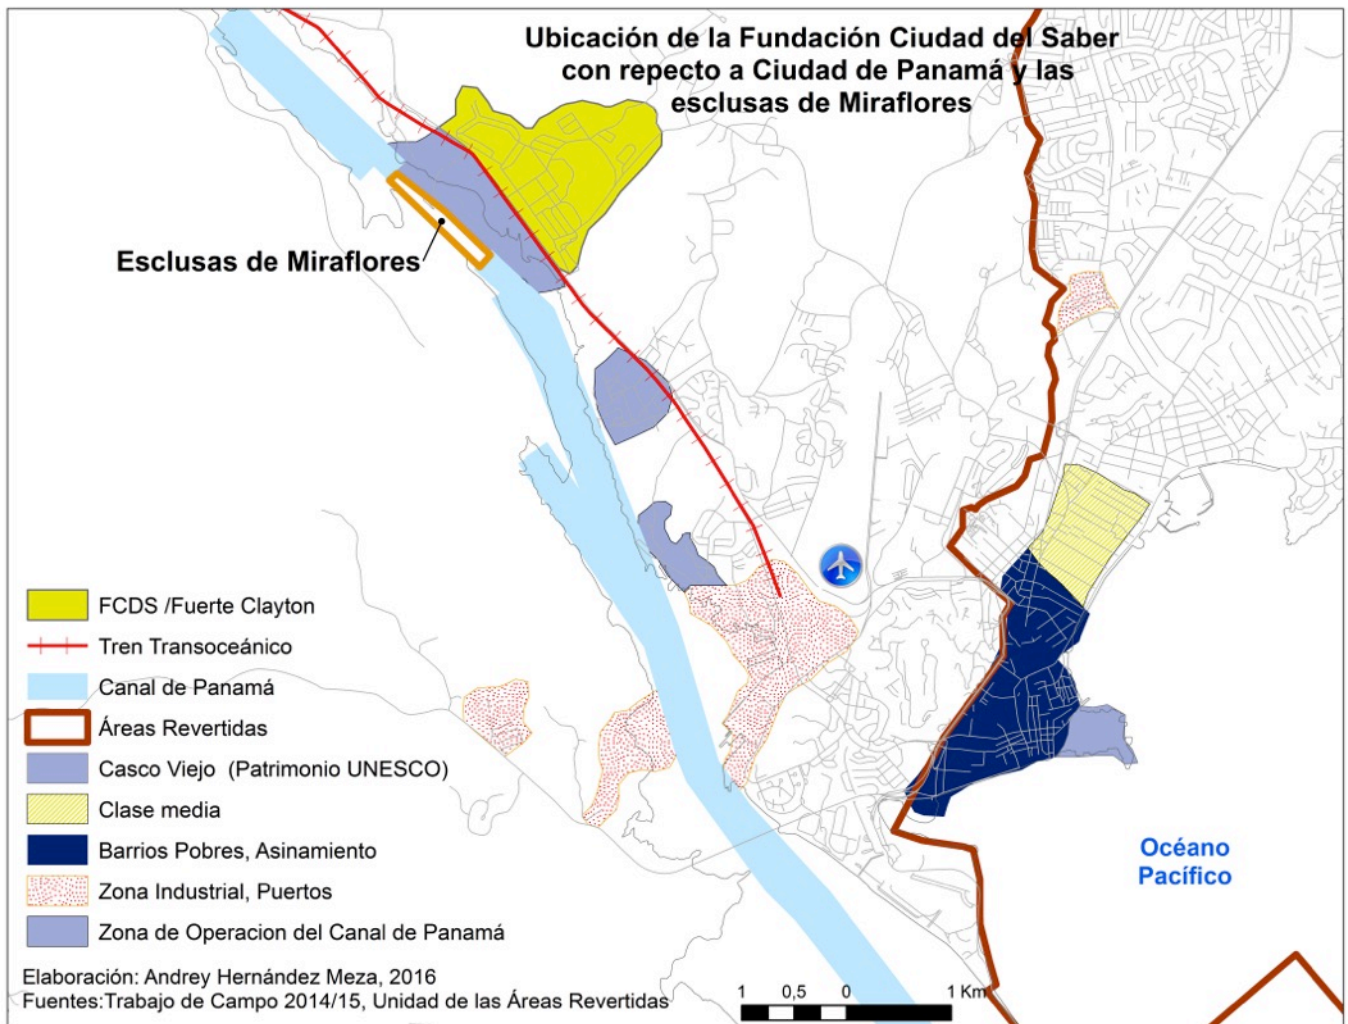 Ubicación de la Fundación Ciudad del Saber
con repecto a Ciudad de Panamá y las
esclusas de Miraflores
Esclusas de Miraflores
FCDS /Fuerte Clayton
Tren Transoceánico
Canal de Panamá
Áreas Revertidas
Casco Viejo (Patrimonio UNESCO)
Clase media
Barrios Pobres, Asinamiento
Zona Industrial, Puertos
Zona de Operacion del Canal de Panamá
Océano
Pacífico
Elaboración: Andrey Hernández Meza, 2016
Fuentes:Trabajo de Campo 2014/15, Unidad de las Áreas Revertidas
1 0,5 0 1 Km